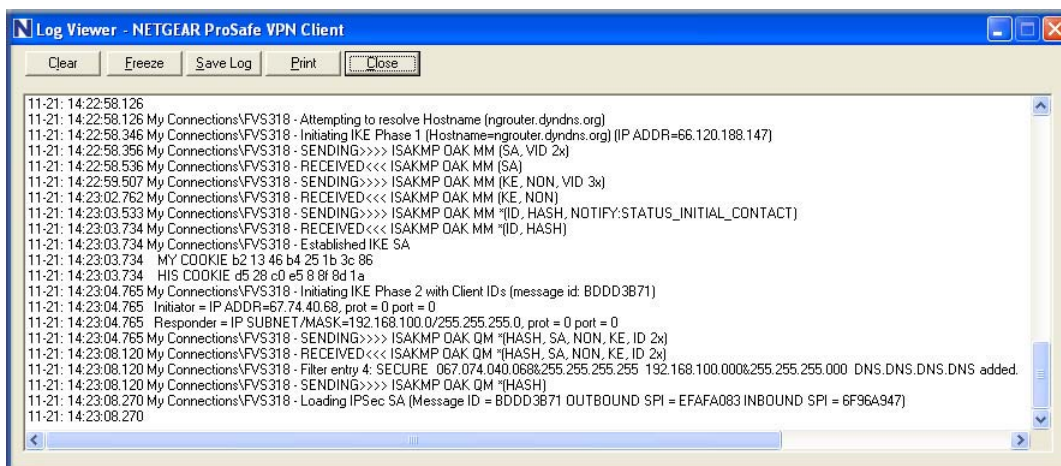 Log Viewer - NETGEAR ProSafe VPN Client
Clear Freeze Save Log Print Close
11-21: 14:22:58.126
11-21: 14:22:58.126 My Connections\FVS318 - Attempting to resolve Hostname (ngrouter.dyndns.org)
11-21: 14:22:58.346 My Connections\FVS318 - Initiating IKE Phase 1 (Hostname=ngrouter.dyndns.org) (IP ADDR=66.120.188.147)
11-21: 14:22:58.356 My Connections\FVS318 - SENDING>>>> ISAKMP OAK MM (SA, VID 2x)
11-21: 14:22:58.536 My Connections\FVS318 - RECEIVED<<< ISAKMP OAK MM (SA)
11-21: 14:22:59.507 My Connections\FVS318 - SENDING>>>> ISAKMP OAK MM (KE, NON, VID 3x)
11-21: 14:23:02.762 My Connections\FVS318 - RECEIVED<<< ISAKMP OAK MM (KE, NON)
11-21: 14:23:03.533 My Connections\FVS318 - SENDING>>>> ISAKMP OAK MM *(ID, HASH, NOTIFY:STATUS_INITIAL_CONTACT)
11-21: 14:23:03.734 My Connections\FVS318 - RECEIVED<<< ISAKMP OAK MM *(ID, HASH)
11-21: 14:23:03.734 My Connections\FVS318 - Established IKE SA
11-21: 14:23:03.734 MY COOKIE b2 13 46 b4 25 1b 3c 86
11-21: 14:23:03.734 HIS COOKIE d5 28 c0 e5 8 8f 8d 1a
11-21: 14:23:04.765 My Connections\FVS318 - Initiating IKE Phase 2 with Client IDs (message id: BDDD3B71)
11-21: 14:23:04.765 Initiator = IP ADDR=67.74.40.68, prot = 0 port = 0
11-21: 14:23:04.765 Responder = IP SUBNET/MASK=192.168.100.0/255.255.255.0, prot = 0 port = 0
11-21: 14:23:04.765 My Connections\FVS318 - SENDING>>>> ISAKMP OAK QM *(HASH, SA, NON, KE, ID 2x)
11-21: 14:23:08.120 My Connections\FVS318 - RECEIVED<<< ISAKMP OAK QM *(HASH, SA, NON, KE, ID 2x)
11-21: 14:23:08.120 My Connections\FVS318 - Filter entry 4: SECURE 067.074.040.068&255.255.255.255 192.168.100.000&255.255.255.000 DNS.DNS.DNS.DNS added.
11-21: 14:23:08.120 My Connections\FVS318 - SENDING>>>> ISAKMP OAK QM *(HASH)
11-21: 14:23:08.270 My Connections\FVS318 - Loading IPSec SA (Message ID = BDDD3B71 OUTBOUND SPI = EFAFA083 INBOUND SPI = 6F96A947)
11-21: 14:23:08.270